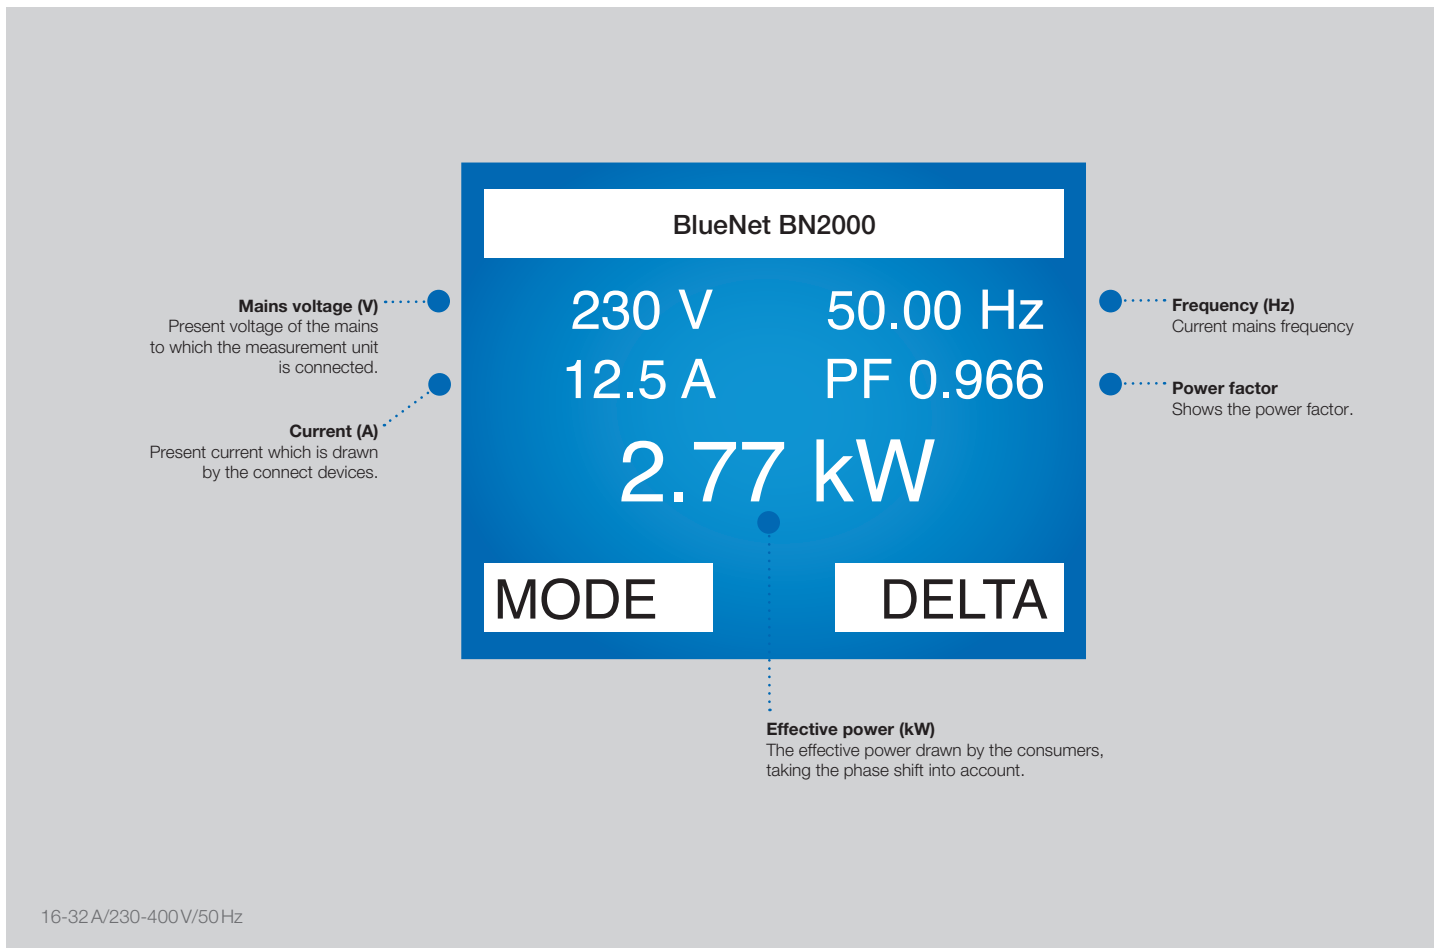 BlueNet BN2000
230 V
50.00 Hz
12.5 A
PF 0.966
2.77 kW
MODE
DELTA
Mains voltage (V)
Present voltage of the mains
to which the measurement unit
is connected.
Current (A)
Present current which is drawn
by the connect devices.
Frequency (Hz)
Current mains frequency
Power factor
Shows the power factor.
Effective power (kW)
The effective power drawn by the consumers,
taking the phase shift into account.
16-32 A/230-400 V/50 Hz